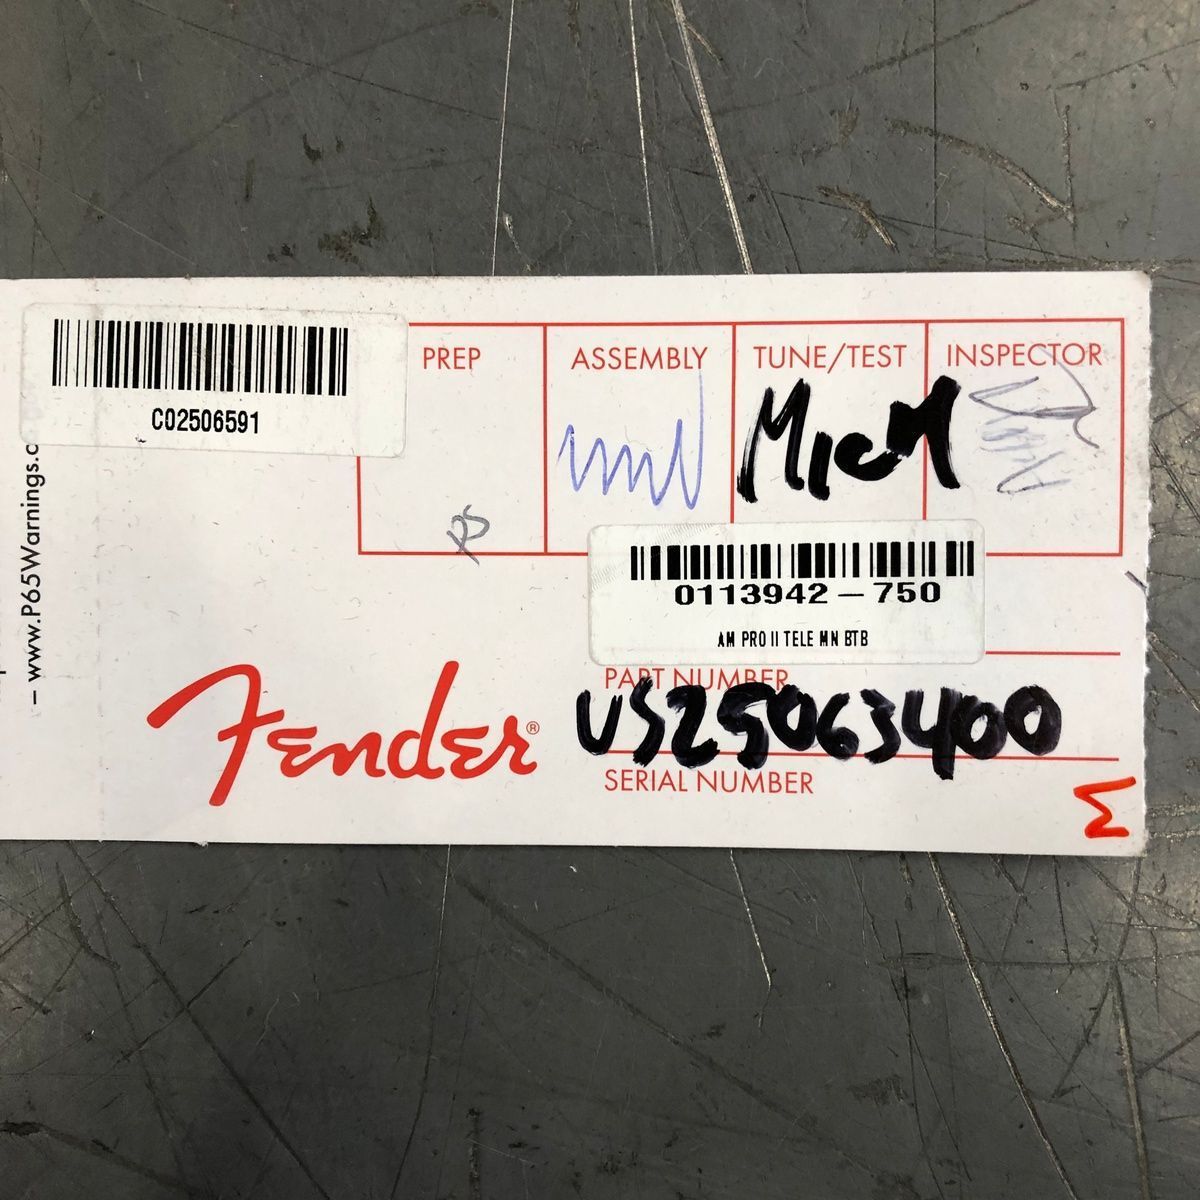 C02506591
PREP
ASSEMBLY
TUNE/TEST
INSPECTOR
– www.P65Warnings.c
0113942 – 750
AM PRO II TELE MN BTB
PART NUMBER
US25063400
SERIAL NUMBER
Fender®